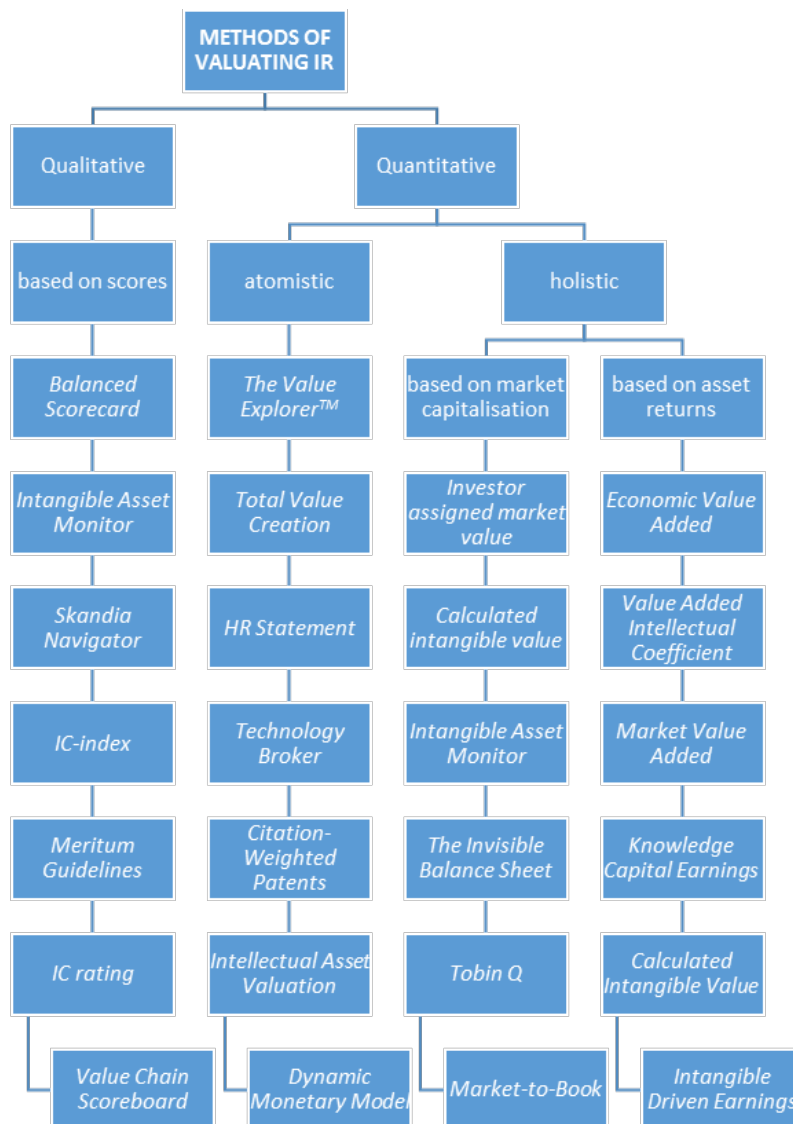 METHODS OF
VALUATING IR
Qualitative
Quantitative
based on scores
atomistic
holistic
Balanced
Scorecard
The Value
Explorer™
based on market
capitalisation
based on asset
returns
Intangible Asset
Monitor
Total Value
Creation
Investor
assigned market
value
Economic Value
Added
Skandia
Navigator
HR Statement
Calculated
intangible value
Value Added
Intellectual
Coefficient
IC-index
Technology
Broker
Intangible Asset
Monitor
Market Value
Added
Meritum
Guidelines
Citation-
Weighted
Patents
The Invisible
Balance Sheet
Knowledge
Capital Earnings
IC rating
Intellectual Asset
Valuation
Tobin Q
Calculated
Intangible Value
Value Chain
Scoreboard
Dynamic
Monetary Model
Market-to-Book
Intangible
Driven Earnings